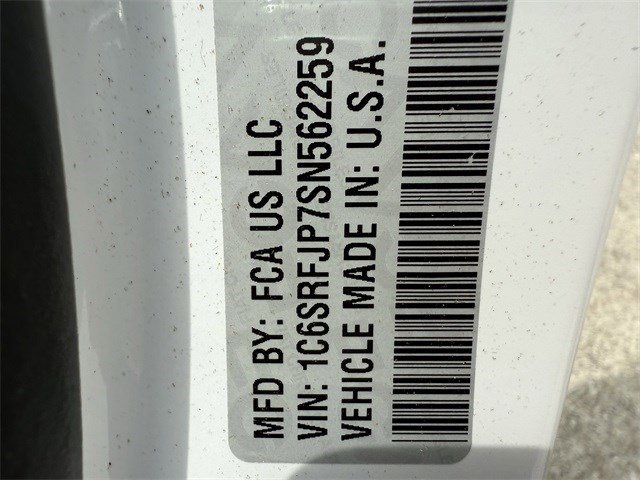 MFD BY: FCA US LLC
VIN: 1C6SRFJP7SN562259
VEHICLE MADE IN: U.S.A.